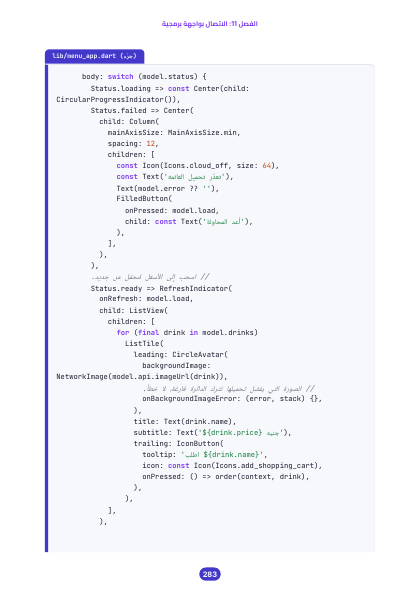 الفصل 11: الاتصال بواجهة برمجية
lib/menu_app.dart (جزء)
body: switch (model.status) {
Status.loading => const Center(child:
CircularProgressIndicator()),
Status.failed => Center(
child: Column(
mainAxisSize: MainAxisSize.min,
spacing: 12,
children: [
const Icon(Icons.cloud_off, size: 64),
const Text('تعذر تحميل القائمة'),
Text(model.error ?? ''),
FilledButton(
onPressed: model.load,
child: const Text('أعد المحاولة'),
),
],
),
),
// اسحب إلى الأسفل لتحقق من جديد.
Status.ready => RefreshIndicator(
onRefresh: model.load,
child: ListView(
children: [
for (final drink in model.drinks)
ListTile(
leading: CircleAvatar(
backgroundImage:
NetworkImage(model.api.imageUrl(drink)),
// الصورة التي يفشل تحميلها تترك الدائرة فارغة، لا خطأ.
onBackgroundImageError: (error, stack) {},
),
title: Text(drink.name),
subtitle: Text('${drink.price} جنيه'),
trailing: IconButton(
tooltip: 'اطلب ${drink.name}',
icon: const Icon(Icons.add_shopping_cart),
onPressed: () => order(context, drink),
),
),
],
),
283